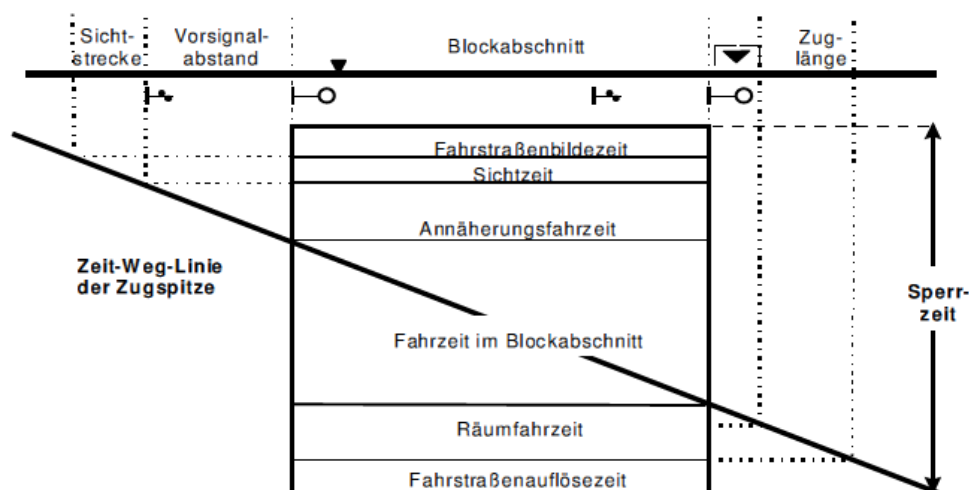 Sicht-
strecke
Vorsignal-
abstand
Blockabschnitt
Zug-
länge
Fahrstraßenbildezeit
Sichtzeit
Annäherungsfahrzeit
Zeit-Weg-Linie
der Zugspitze
Sperr-
zeit
Fahrzeit im Blockabschnitt
Räumfahrzeit
Fahrstraßenauflösezeit